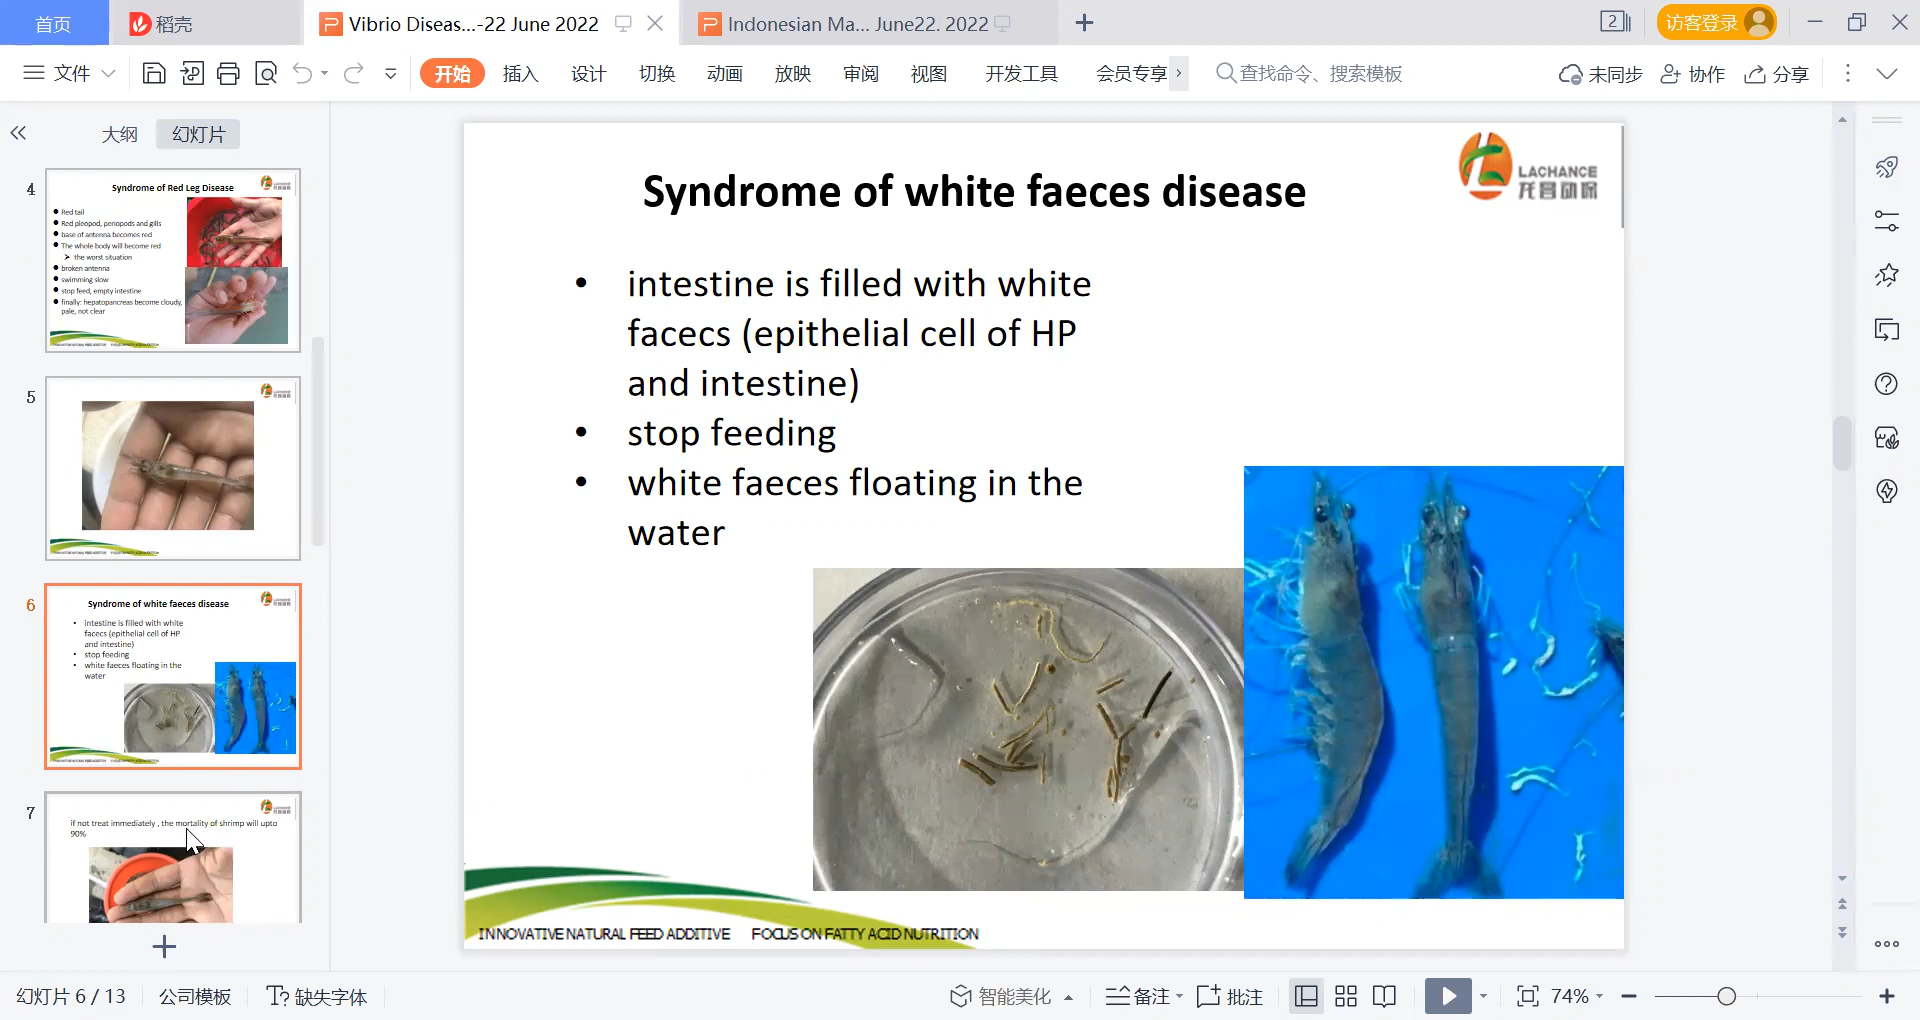 首页
稻壳
Vibrio Diseas...-22 June 2022
Indonesian Ma... June22. 2022
2
访客登录
文件
开始
插入
设计
切换
动画
放映
审阅
视图
开发工具
会员专享
查找命令、搜索模板
未同步
协作
分享
大纲
幻灯片
4
Syndrome of Red Leg Disease
Red tail
Red pleopod, periopods and gills
base of antenna becomes red
The whole body will become red
the worst situation
broken antenna
swimming slow
stop feed, empty intestine
finally: hepatopancreas become cloudy,
pale, not clear
5
6
Syndrome of white faeces disease
intestine is filled with white
facecs (epithelial cell of HP
and intestine)
stop feeding
white faeces floating in the
water
7
if not treat immediately , the mortality of shrimp will upto
90%
Syndrome of white faeces disease
LACHANCE
• intestine is filled with white
facecs (epithelial cell of HP
and intestine)
• stop feeding
• white faeces floating in the
water
INNOVATIVE NATURAL FEED ADDITIVE FOCUS ON FATTY ACID NUTRITION
幻灯片 6 / 13
公司模板
缺失字体
智能美化
备注
批注
74%